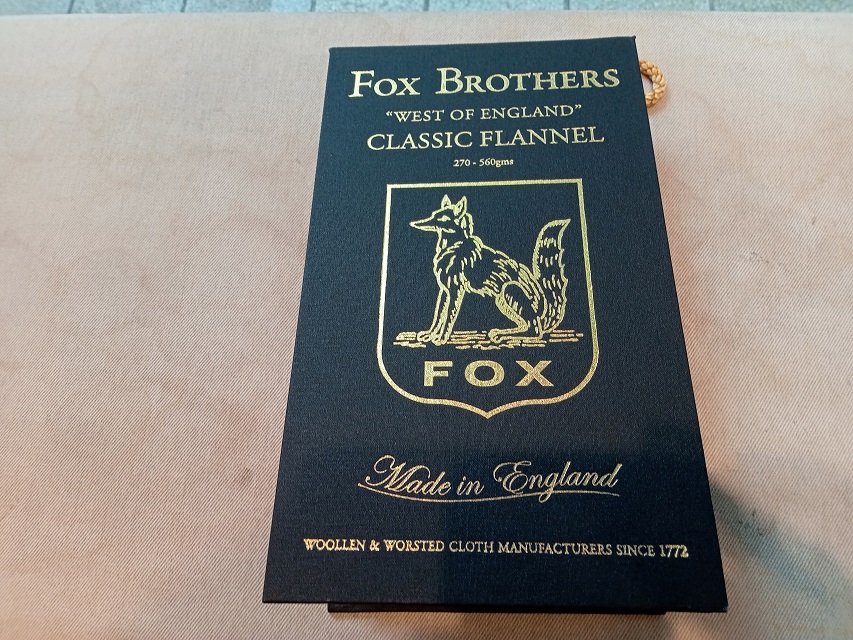 Fox Brothers
"WEST OF ENGLAND"
CLASSIC FLANNEL
270 - 560gms
FOX
Made in England
WOOLLEN & WORSTED CLOTH MANUFACTURERS SINCE 1772